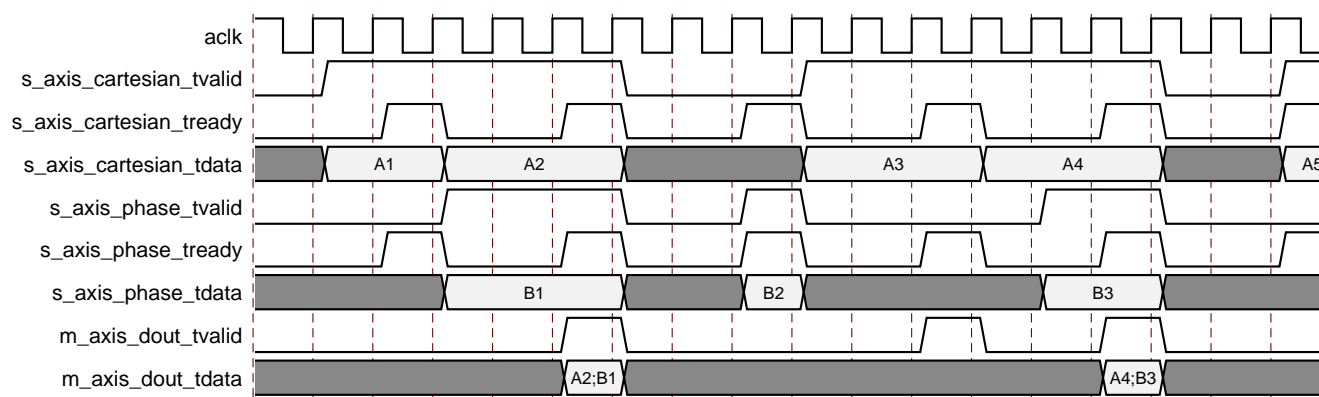 aclk
s_axis_cartesian_tvalid
s_axis_cartesian_tready
s_axis_cartesian_tdata A1 A2 A3 A4 A5
s_axis_phase_tvalid
s_axis_phase_tready
s_axis_phase_tdata B1 B2 B3
m_axis_dout_tvalid
m_axis_dout_tdata A2;B1 A4;B3